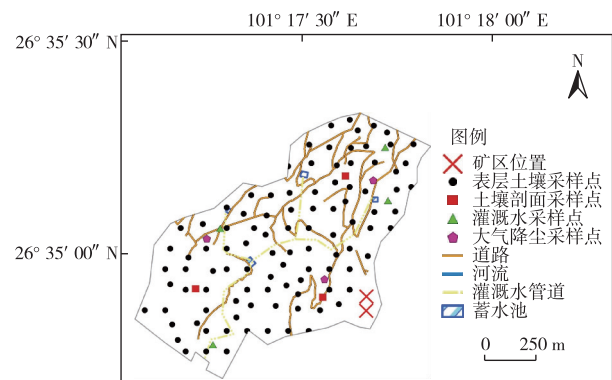 101° 17′ 30″ E
101° 18′ 00″ E
26° 35′ 30″ N
N
图例
矿区位置
表层土壤采样点
土壤剖面采样点
灌溉水采样点
大气降尘采样点
道路
河流
灌溉水管道
蓄水池
26° 35′ 00″ N
0 250 m